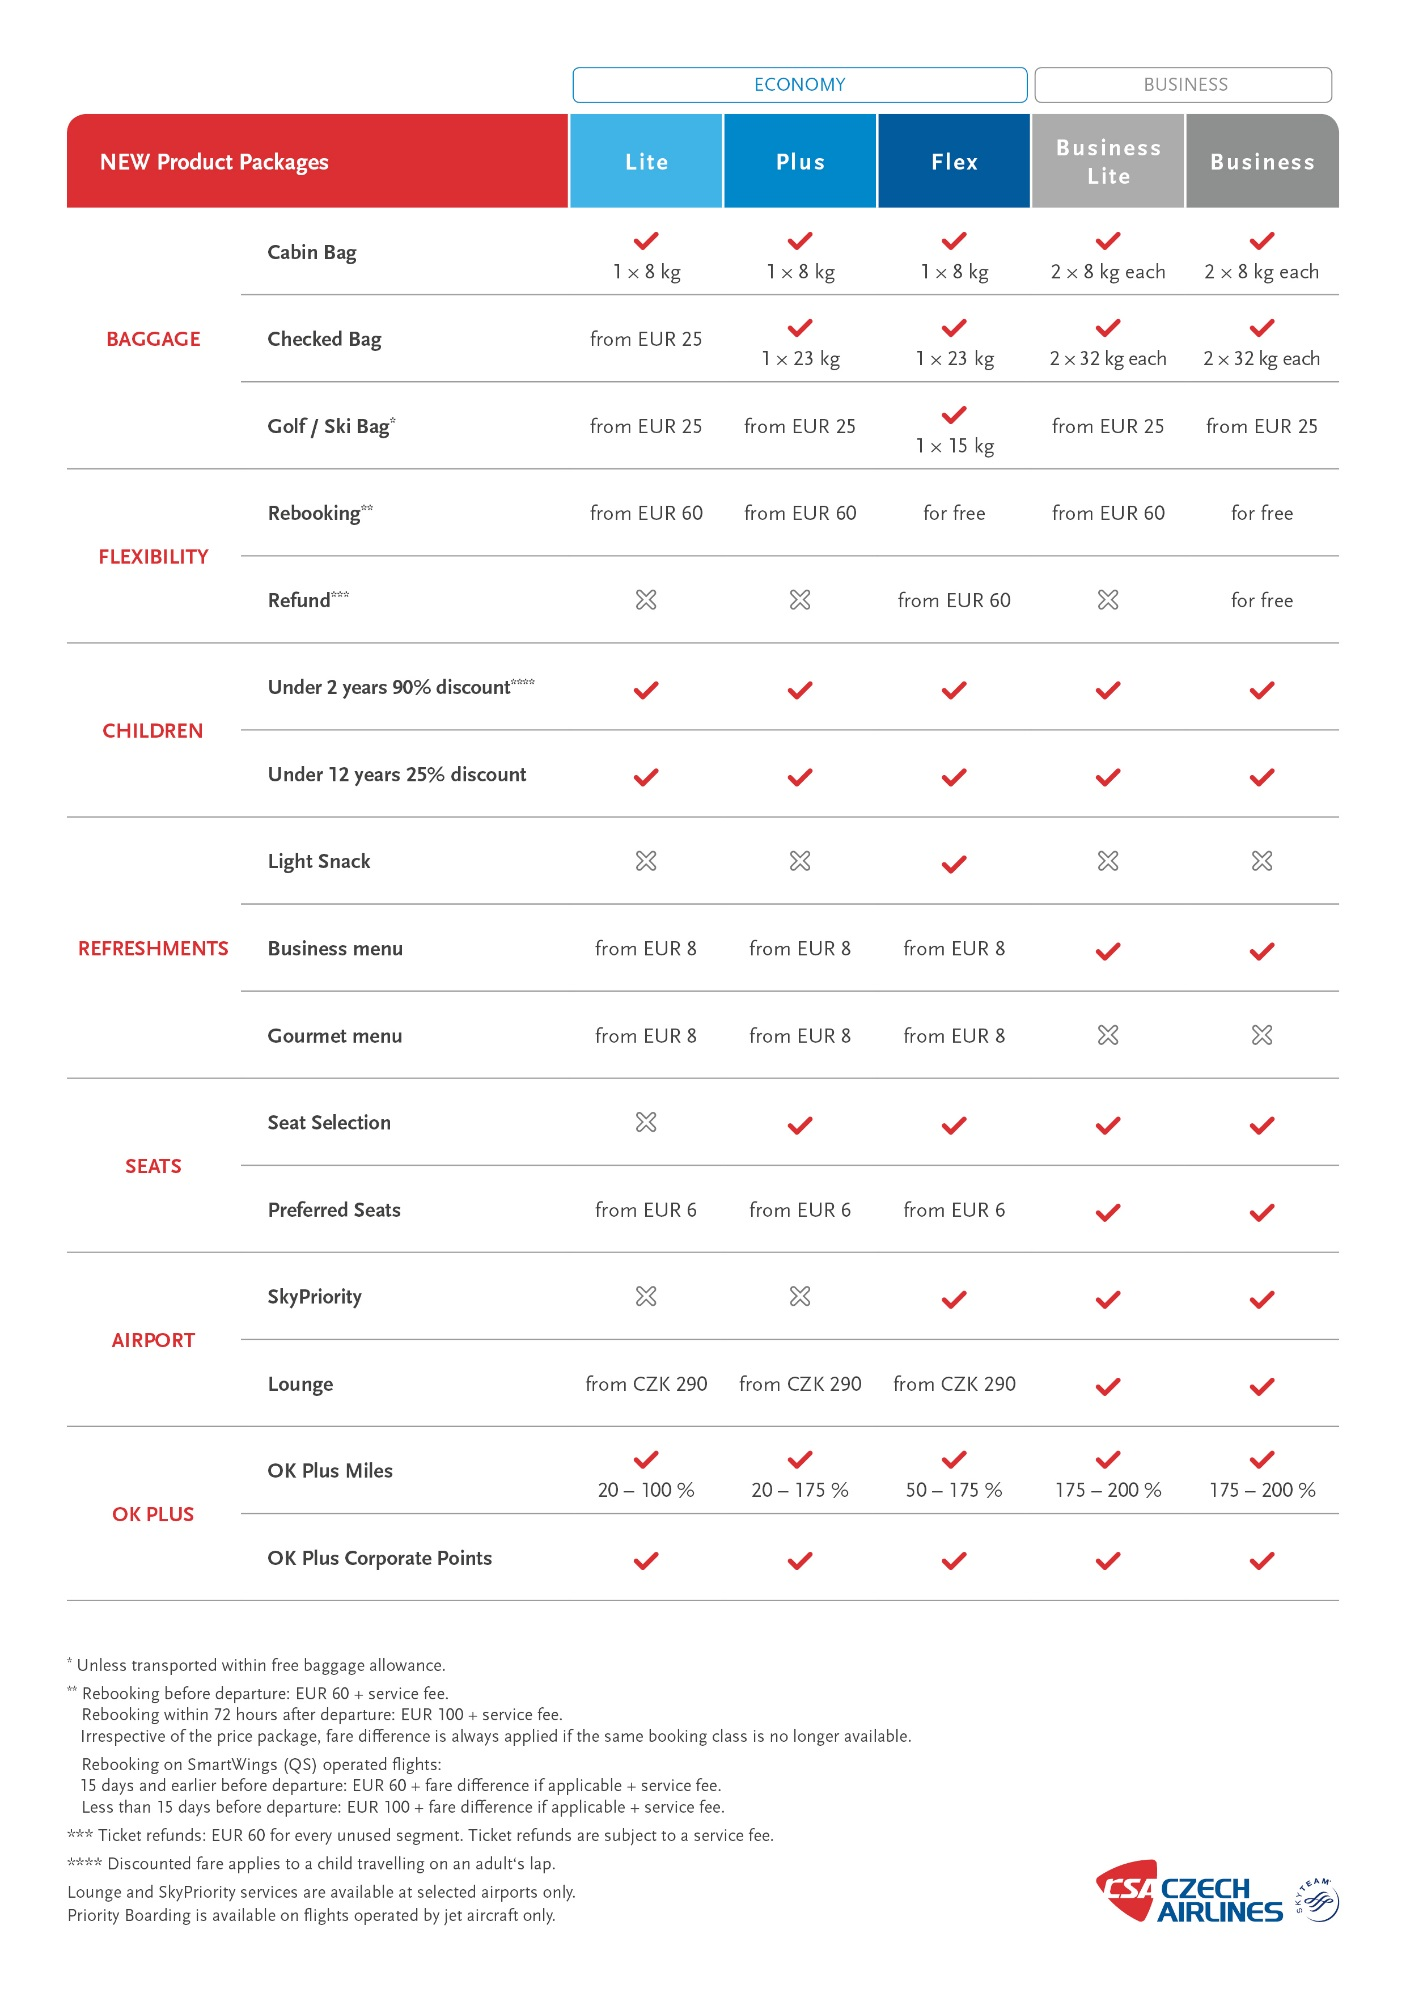 ECONOMY BUSINESS
NEW Product Packages Lite Plus Flex Business Lite Business
BAGGAGE
Cabin Bag 1 × 8 kg 1 × 8 kg 1 × 8 kg 2 × 8 kg each 2 × 8 kg each
Checked Bag from EUR 25 1 × 23 kg 1 × 23 kg 2 × 32 kg each 2 × 32 kg each
Golf / Ski Bag* from EUR 25 from EUR 25 1 × 15 kg from EUR 25 from EUR 25
FLEXIBILITY
Rebooking** from EUR 60 from EUR 60 for free from EUR 60 for free
Refund*** from EUR 60 for free
CHILDREN
Under 2 years 90% discount****
Under 12 years 25% discount
REFRESHMENTS
Light Snack
Business menu from EUR 8 from EUR 8 from EUR 8
Gourmet menu from EUR 8 from EUR 8 from EUR 8
SEATS
Seat Selection
Preferred Seats from EUR 6 from EUR 6 from EUR 6
AIRPORT
SkyPriority
Lounge from CZK 290 from CZK 290 from CZK 290
OK PLUS
OK Plus Miles 20 – 100 % 20 – 175 % 50 – 175 % 175 – 200 % 175 – 200 %
OK Plus Corporate Points
* Unless transported within free baggage allowance.
** Rebooking before departure: EUR 60 + service fee.
Rebooking within 72 hours after departure: EUR 100 + service fee.
Irrespective of the price package, fare difference is always applied if the same booking class is no longer available.
Rebooking on SmartWings (QS) operated flights:
15 days and earlier before departure: EUR 60 + fare difference if applicable + service fee.
Less than 15 days before departure: EUR 100 + fare difference if applicable + service fee.
*** Ticket refunds: EUR 60 for every unused segment. Ticket refunds are subject to a service fee.
**** Discounted fare applies to a child travelling on an adult‘s lap.
Lounge and SkyPriority services are available at selected airports only.
Priority Boarding is available on flights operated by jet aircraft only.
CSA CZECH AIRLINES
SKYTEAM